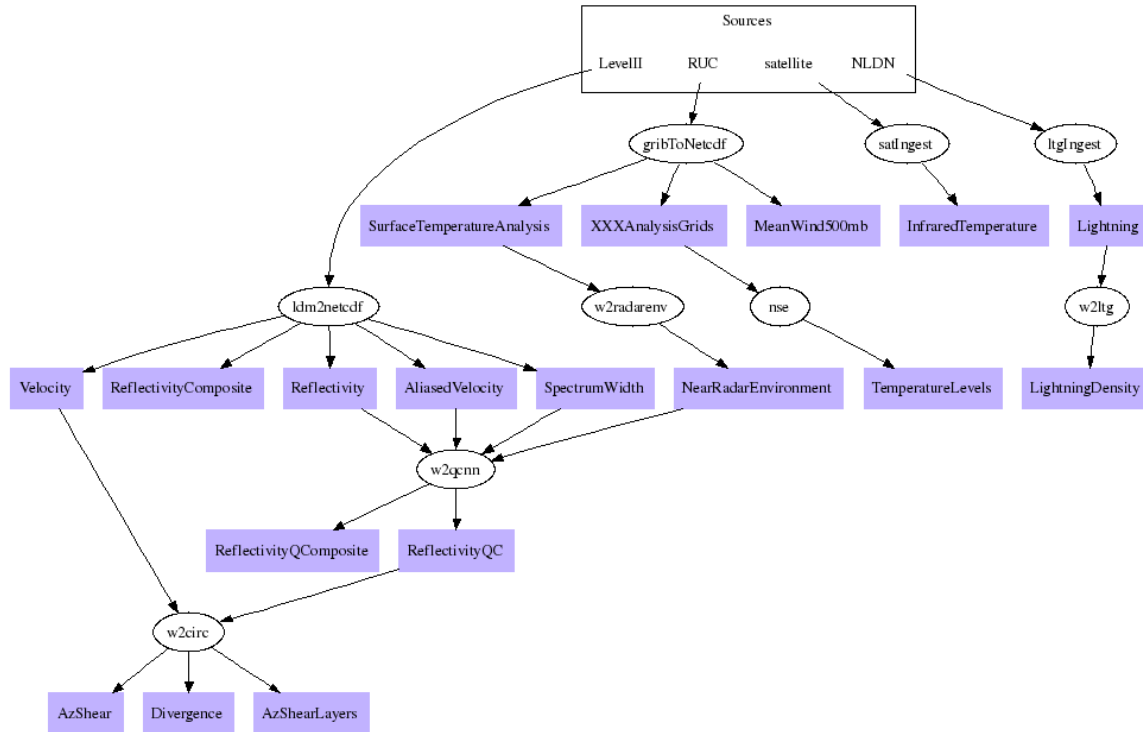 Sources
LevelII RUC satellite NLDN
gribToNetcdf satIngest ltgIngest
SurfaceTemperatureAnalysis XXXAnalysisGrids MeanWind500mb InfraredTemperature Lightning
ldm2netcdf w2radarenv nse w2ltg
Velocity ReflectivityComposite Reflectivity AliasedVelocity SpectrumWidth NearRadarEnvironment TemperatureLevels LightningDensity
w2qcnn
ReflectivityQComposite ReflectivityQC
w2circ
AzShear Divergence AzShearLayers